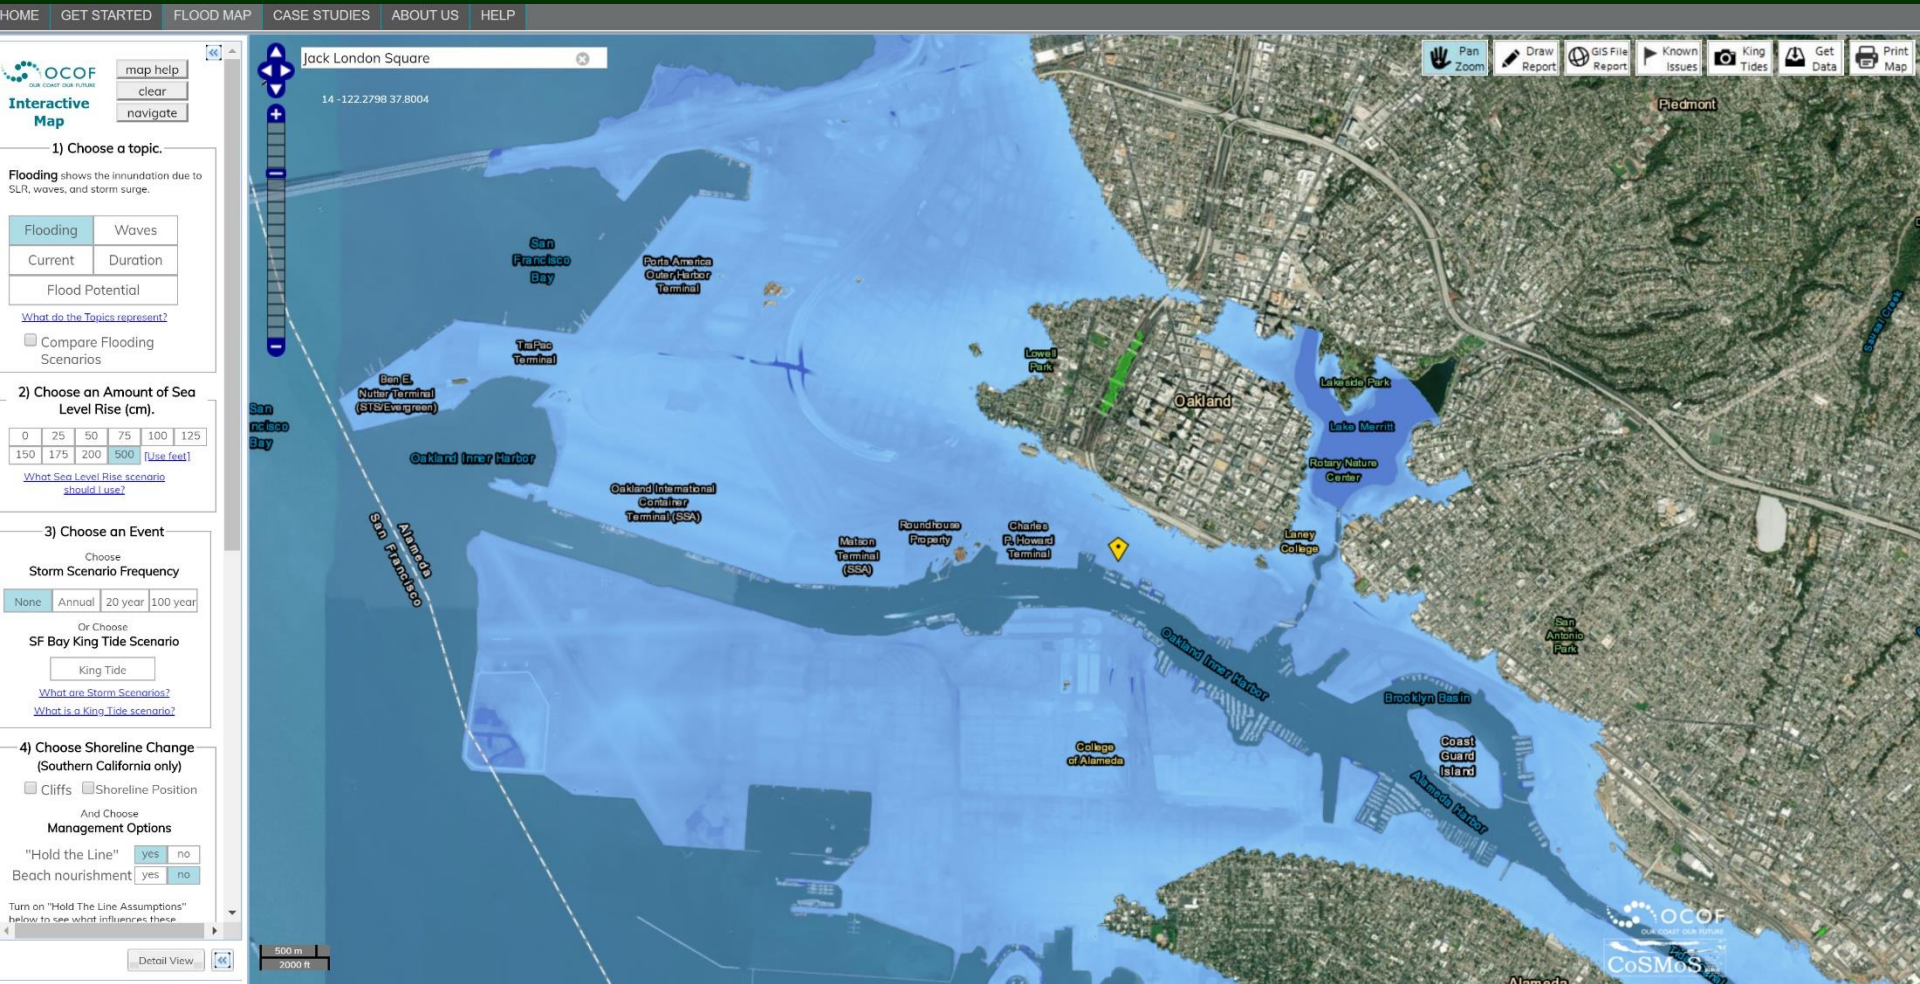 HOME GET STARTED FLOOD MAP CASE STUDIES ABOUT US HELP
OCOF
OUR COAST OUR FUTURE
Interactive
Map
map help
clear
navigate
1) Choose a topic.
Flooding shows the innundation due to
SLR, waves, and storm surge.
Flooding Waves
Current Duration
Flood Potential
What do the Topics represent?
Compare Flooding
Scenarios
2) Choose an Amount of Sea
Level Rise (cm).
0 25 50 75 100 125
150 175 200 500 [Use feet]
What Sea Level Rise scenario
should I use?
3) Choose an Event
Choose
Storm Scenario Frequency
None Annual 20 year 100 year
Or Choose
SF Bay King Tide Scenario
King Tide
What are Storm Scenarios?
What is a King Tide scenario?
4) Choose Shoreline Change
(Southern California only)
Cliffs Shoreline Position
And Choose
Management Options
"Hold the Line" yes no
Beach nourishment yes no
Turn on "Hold The Line Assumptions"
below to see what influences these
Detail View
Jack London Square
14 -122.2798 37.8004
Pan
Zoom
Draw
Report
GIS File
Report
Known
Issues
King
Tides
Get
Data
Print
Map
Piedmont
San
Francisco
Bay
Ports America
Outer Harbor
Terminal
TraPac
Terminal
Ben E.
Nutter Terminal
(STS/Evergreen)
San
ncisco
Bay
Oakland Inner Harbor
Oakland International
Container
Terminal (SSA)
Alameda
San Francisco
Matson
Terminal
(SSA)
Roundhouse
Property
Charles
P. Howard
Terminal
Lowell
Park
Oakland
Lakeside Park
Lake Merritt
Rotary Nature
Center
Laney
College
Sausal Creek
San
Antonio
Park
Oakland Inner Harbor
Brooklyn Basin
Coast
Guard
Island
Alameda Harbor
College
of Alameda
OCOF
OUR COAST OUR FUTURE
CoSMoS
Alameda
500 m
2000 ft